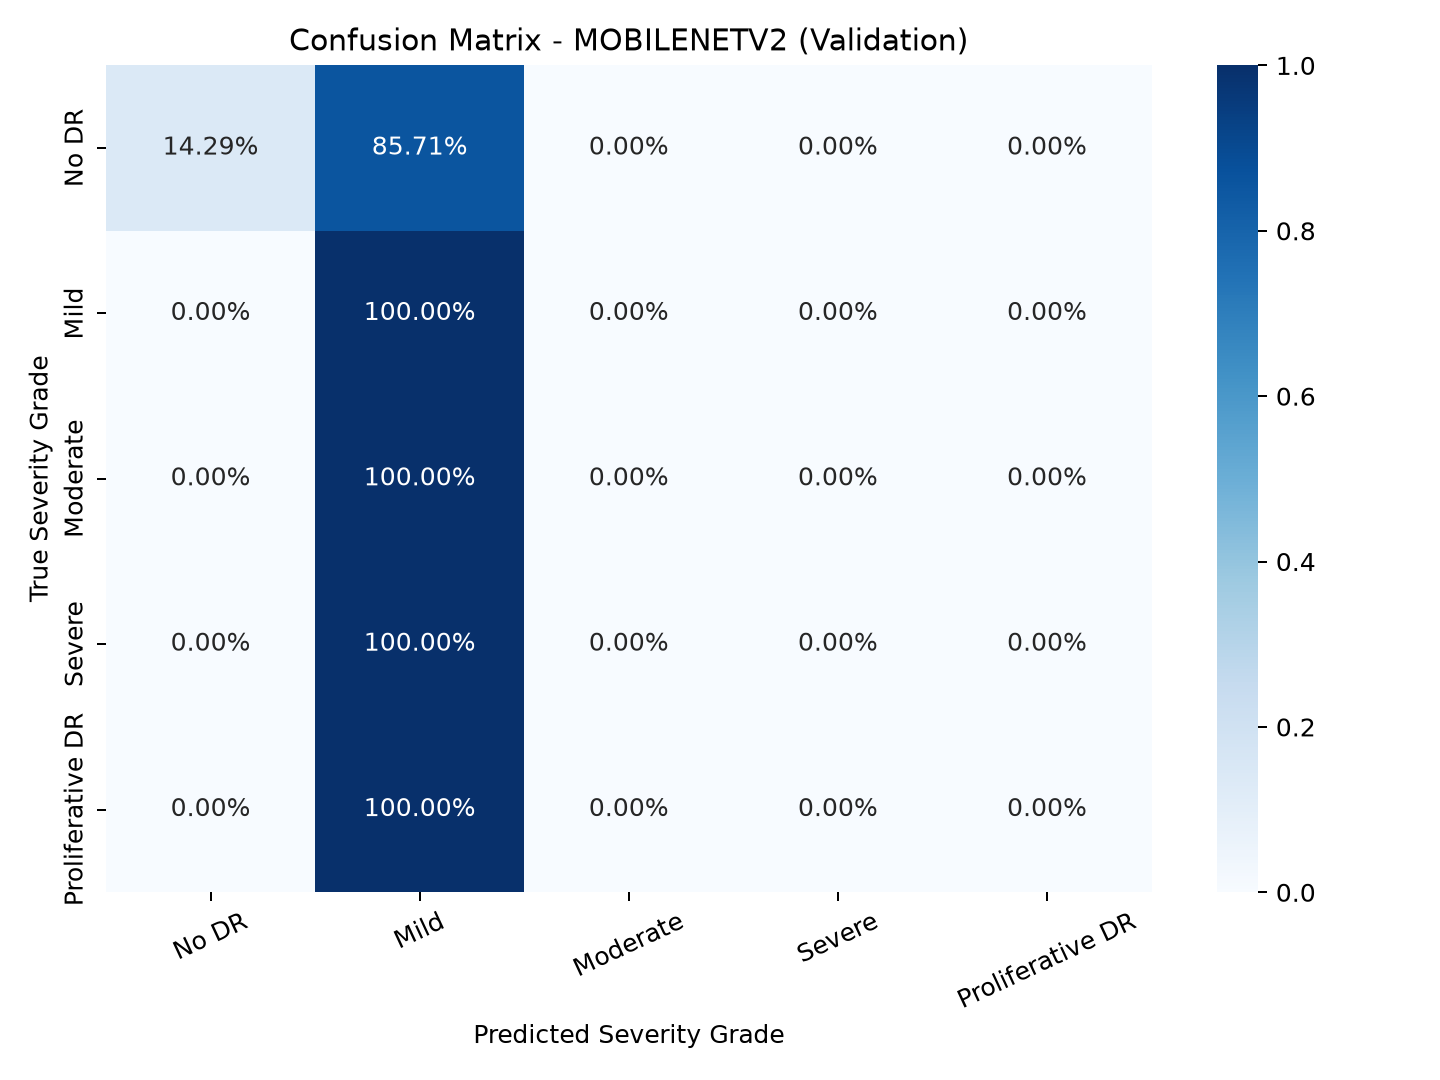 Confusion Matrix - MOBILENETV2 (Validation)
True Severity Grade
No DR
14.29% 85.71% 0.00% 0.00% 0.00%
Mild
0.00% 100.00% 0.00% 0.00% 0.00%
Moderate
0.00% 100.00% 0.00% 0.00% 0.00%
Severe
0.00% 100.00% 0.00% 0.00% 0.00%
Proliferative DR
0.00% 100.00% 0.00% 0.00% 0.00%
No DR Mild Moderate Severe Proliferative DR
Predicted Severity Grade
1.0
0.8
0.6
0.4
0.2
0.0